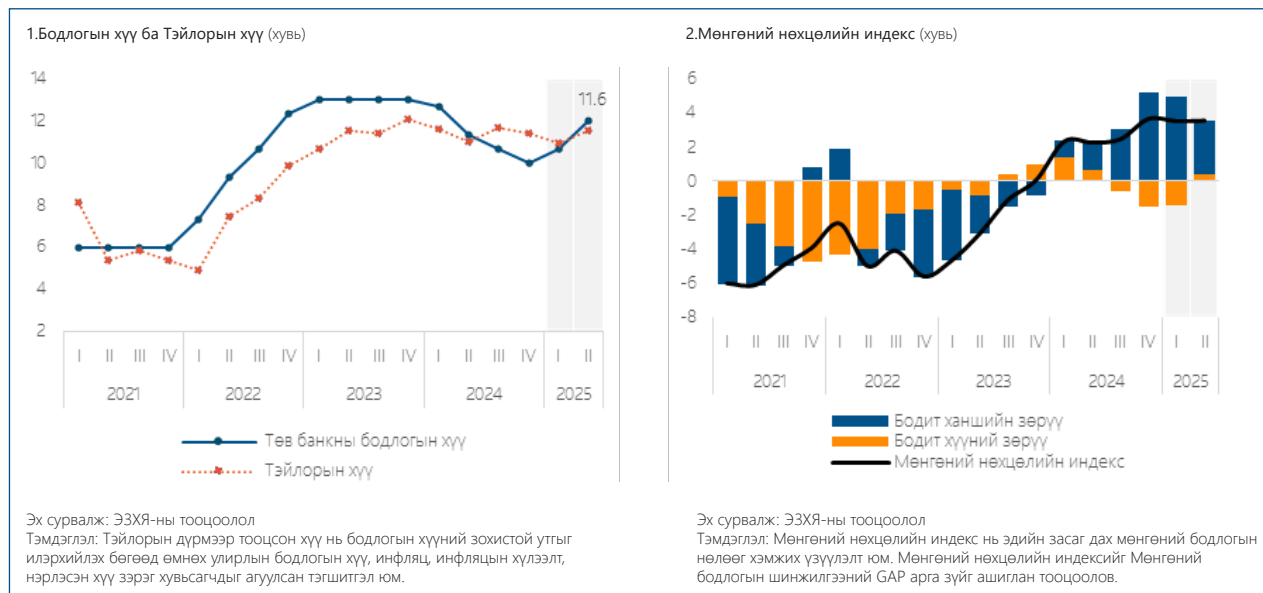 1.Бодлогын хүү ба Тэйлорын хүү (хувь)
14
12
10
8
6
4
2
11.6
I II III IV I II III IV I II III IV I II III IV I II
2021 2022 2023 2024 2025
Төв банкны бодлогын хүү
Тэйлорын хүү
Эх сурвалж: ЭЗХЯ-ны тооцоолол
Тэмдэглэл: Тэйлорын дүрмээр тооцсон хүү нь бодлогын хүүний зохистой утгыг
илэрхийлэх бөгөөд өмнөх улирлын бодлогын хүү, инфляц, инфляцын хүлээлт,
нэрлэсэн хүү зэрэг хувьсагчдыг агуулсан тэгшитгэл юм.
2.Мөнгөний нөхцөлийн индекс (хувь)
6
4
2
0
-2
-4
-6
-8
I II III IV I II III IV I II III IV I II III IV I II
2021 2022 2023 2024 2025
Бодит ханшийн зөрүү
Бодит хүүний зөрүү
Мөнгөний нөхцөлийн индекс
Эх сурвалж: ЭЗХЯ-ны тооцоолол
Тэмдэглэл: Мөнгөний нөхцөлийн индекс нь эдийн засаг дах мөнгөний бодлогын
нөлөөг хэмжих үзүүлэлт юм. Мөнгөний нөхцөлийн индексийг Мөнгөний
бодлогын шинжилгээний GAP арга зүйг ашиглан тооцоолов.